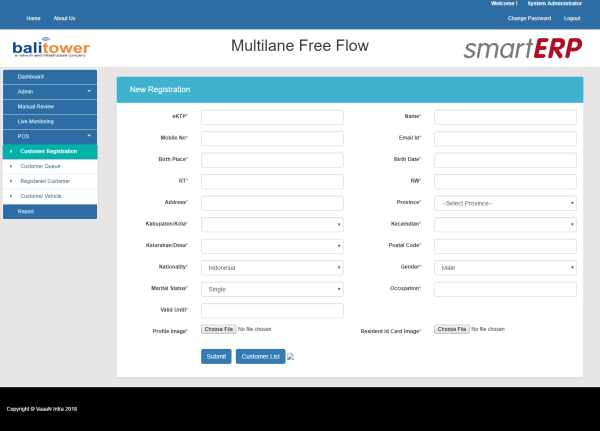 Welcome ! System Administrator
Home About Us Change Password Logout
balitower
a network and infrastructure company
Multilane Free Flow
smartERP
Dashboard
Admin
Manual Review
Live Monitoring
POS
Customer Registration
Customer Queue
Registered Customer
Customer Vehicle
Report
New Registration
eKTP* Name*
Mobile No* Email Id*
Birth Place* Birth Date*
RT* RW*
Address* Province* --Select Province--
Kabupaten/Kota* Kecamatan*
Kelurahan/Desa* Postal Code*
Nationality* Indonesia Gender* Male
Marital Status* Single Occupation*
Valid Until*
Profile Image* Choose File No file chosen Resident Id Card Image* Choose File No file chosen
Submit Customer List
Copyright © VaaaN Infra 2018